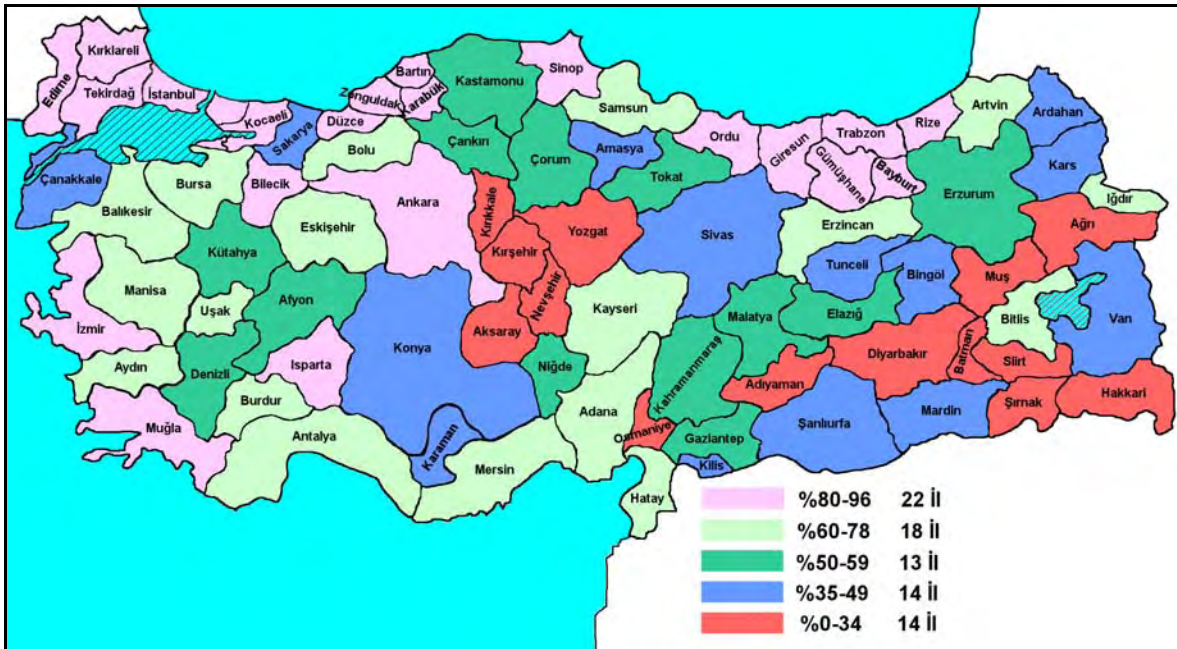 Kırklareli
Edirne
Tekirdağ
İstanbul
Kocaeli
Sakarya
Düzce
Zonguldak
Bartın
Karabük
Kastamonu
Sinop
Samsun
Ordu
Giresun
Trabzon
Rize
Artvin
Ardahan
Kars
Gümüşhane
Bayburt
Bolu
Çankırı
Çorum
Amasya
Tokat
Çanakkale
Bursa
Bilecik
Balıkesir
Eskişehir
Ankara
Kırıkkale
Kırşehir
Yozgat
Sivas
Erzincan
Erzurum
Iğdır
Ağrı
Kütahya
Manisa
Uşak
Afyon
İzmir
Aydın
Denizli
Isparta
Burdur
Muğla
Antalya
Konya
Karaman
Aksaray
Nevşehir
Niğde
Kayseri
Malatya
Elazığ
Tunceli
Bingöl
Muş
Bitlis
Van
Kahramanmaraş
Adıyaman
Diyarbakır
Batman
Siirt
Şırnak
Hakkari
Mersin
Adana
Osmaniye
Gaziantep
Kilis
Şanlıurfa
Mardin
Hatay
%80-96 22 İl
%60-78 18 İl
%50-59 13 İl
%35-49 14 İl
%0-34 14 İl